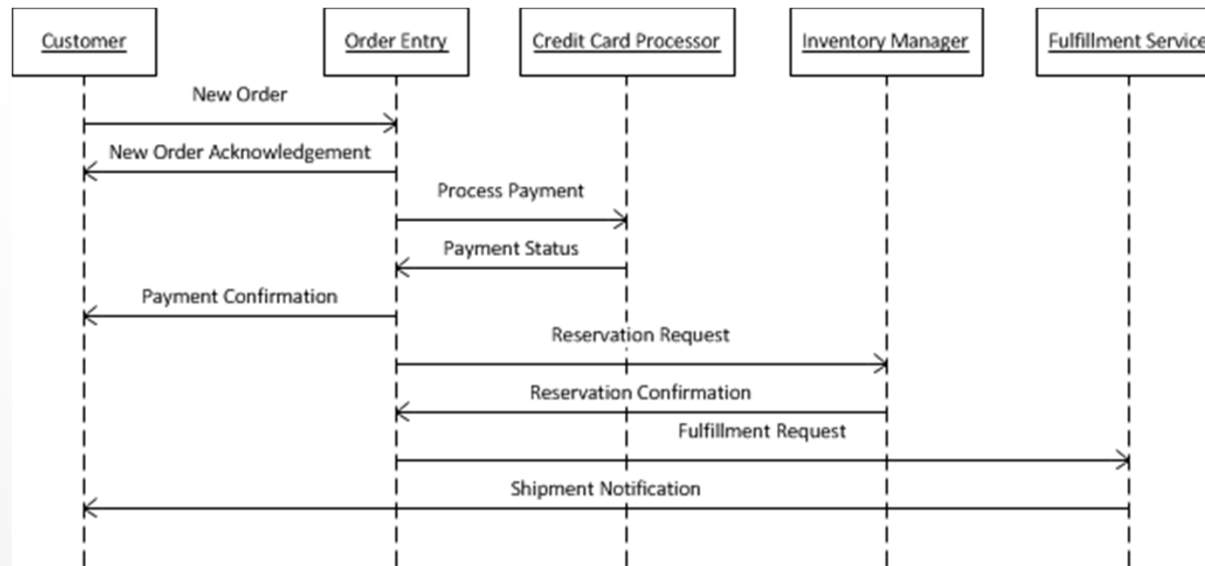 Customer
Order Entry
Credit Card Processor
Inventory Manager
Fulfillment Service
New Order
New Order Acknowledgement
Process Payment
Payment Status
Payment Confirmation
Reservation Request
Reservation Confirmation
Fulfillment Request
Shipment Notification